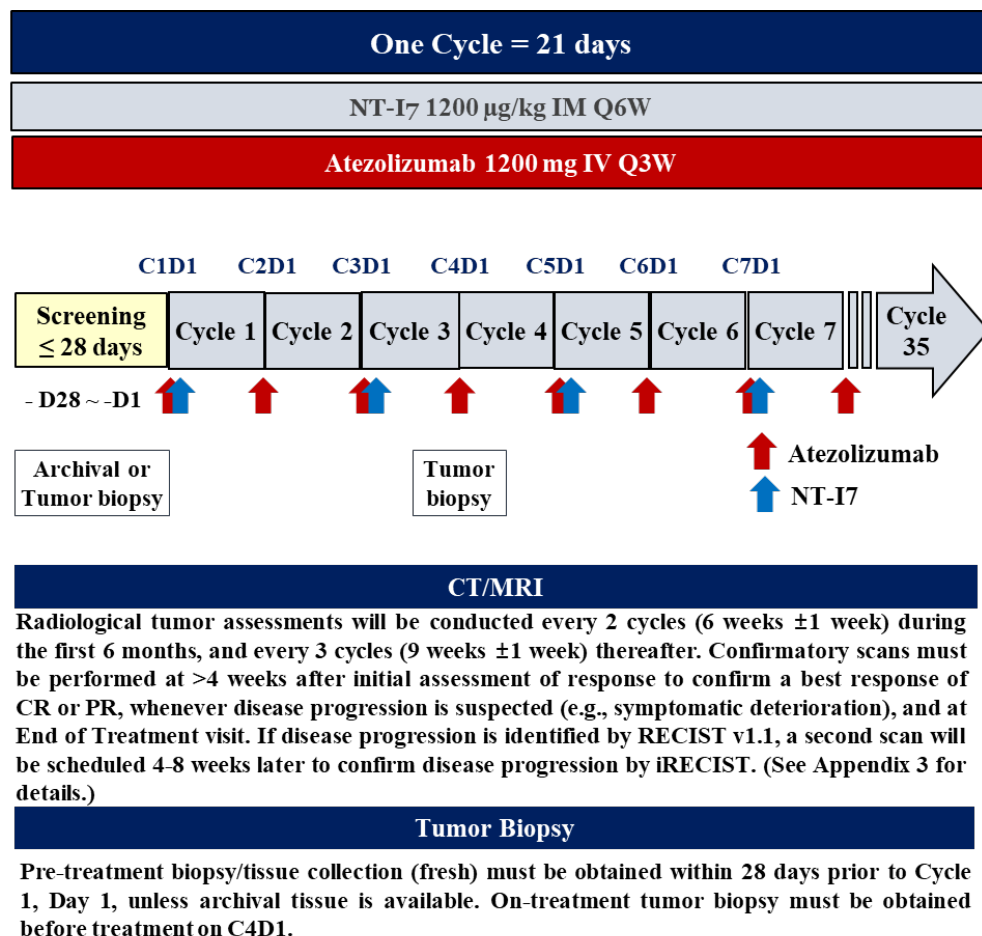 One Cycle = 21 days
NT-I7 1200 µg/kg IM Q6W
Atezolizumab 1200 mg IV Q3W
C1D1 C2D1 C3D1 C4D1 C5D1 C6D1 C7D1
Screening
≤ 28 days
Cycle 1 Cycle 2 Cycle 3 Cycle 4 Cycle 5 Cycle 6 Cycle 7
Cycle
35
- D28 ~ -D1
Archival or
Tumor biopsy
Tumor
biopsy
Atezolizumab
NT-I7
CT/MRI
Radiological tumor assessments will be conducted every 2 cycles (6 weeks ±1 week) during
the first 6 months, and every 3 cycles (9 weeks ±1 week) thereafter. Confirmatory scans must
be performed at >4 weeks after initial assessment of response to confirm a best response of
CR or PR, whenever disease progression is suspected (e.g., symptomatic deterioration), and at
End of Treatment visit. If disease progression is identified by RECIST v1.1, a second scan will
be scheduled 4-8 weeks later to confirm disease progression by iRECIST. (See Appendix 3 for
details.)
Tumor Biopsy
Pre-treatment biopsy/tissue collection (fresh) must be obtained within 28 days prior to Cycle
1, Day 1, unless archival tissue is available. On-treatment tumor biopsy must be obtained
before treatment on C4D1.